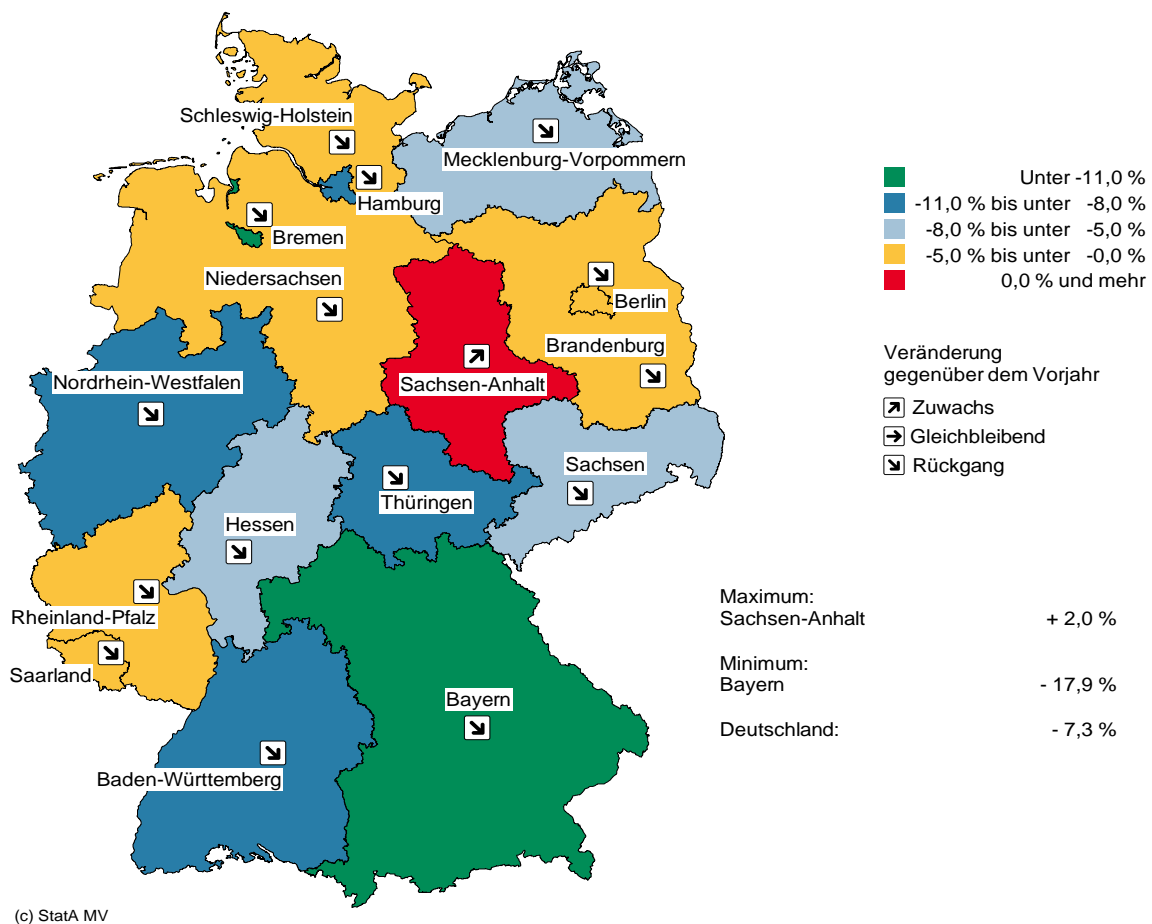 Schleswig-Holstein
Mecklenburg-Vorpommern
Hamburg
Bremen
Niedersachsen
Berlin
Brandenburg
Nordrhein-Westfalen
Sachsen-Anhalt
Sachsen
Thüringen
Hessen
Rheinland-Pfalz
Saarland
Bayern
Baden-Württemberg
Unter -11,0 %
-11,0 % bis unter -8,0 %
-8,0 % bis unter -5,0 %
-5,0 % bis unter -0,0 %
0,0 % und mehr
Veränderung
gegenüber dem Vorjahr
Zuwachs
Gleichbleibend
Rückgang
Maximum:
Sachsen-Anhalt + 2,0 %
Minimum:
Bayern - 17,9 %
Deutschland: - 7,3 %
(c) StatA MV